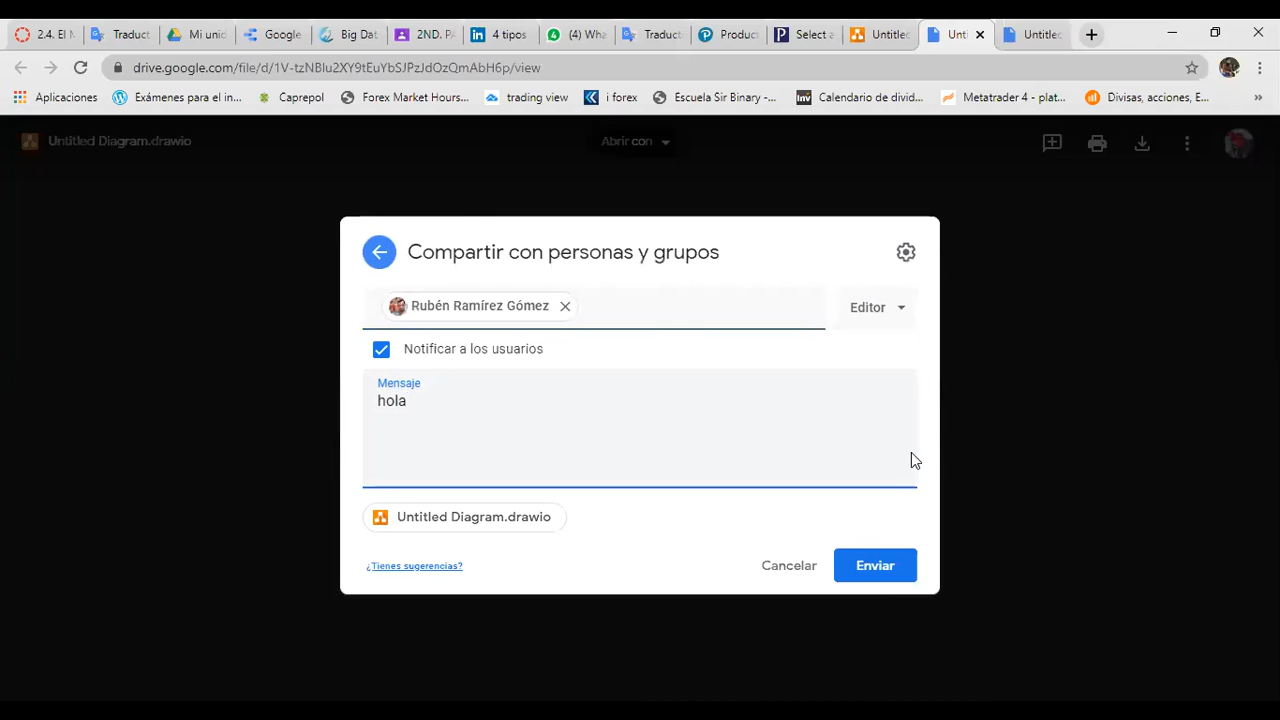 2.4. El M
Traduct
Mi unid
Google
Big Dat
2ND. PA
4 tipos
(4) Wha
Traduct
Product
Select a
Untitled
Unti
Untitled
drive.google.com/file/d/1V-tzNBlu2XY9tEuYbSJPzJdOzQmAbH6p/view
Aplicaciones
Exámenes para el in...
Caprepol
Forex Market Hours...
trading view
i forex
Escuela Sir Binary -...
Calendario de divid...
Metatrader 4 - plat...
Divisas, acciones, E...
Untitled Diagram.drawio
Abrir con
Compartir con personas y grupos
Rubén Ramírez Gómez
Editor
Notificar a los usuarios
Mensaje
hola
Untitled Diagram.drawio
¿Tienes sugerencias?
Cancelar
Enviar